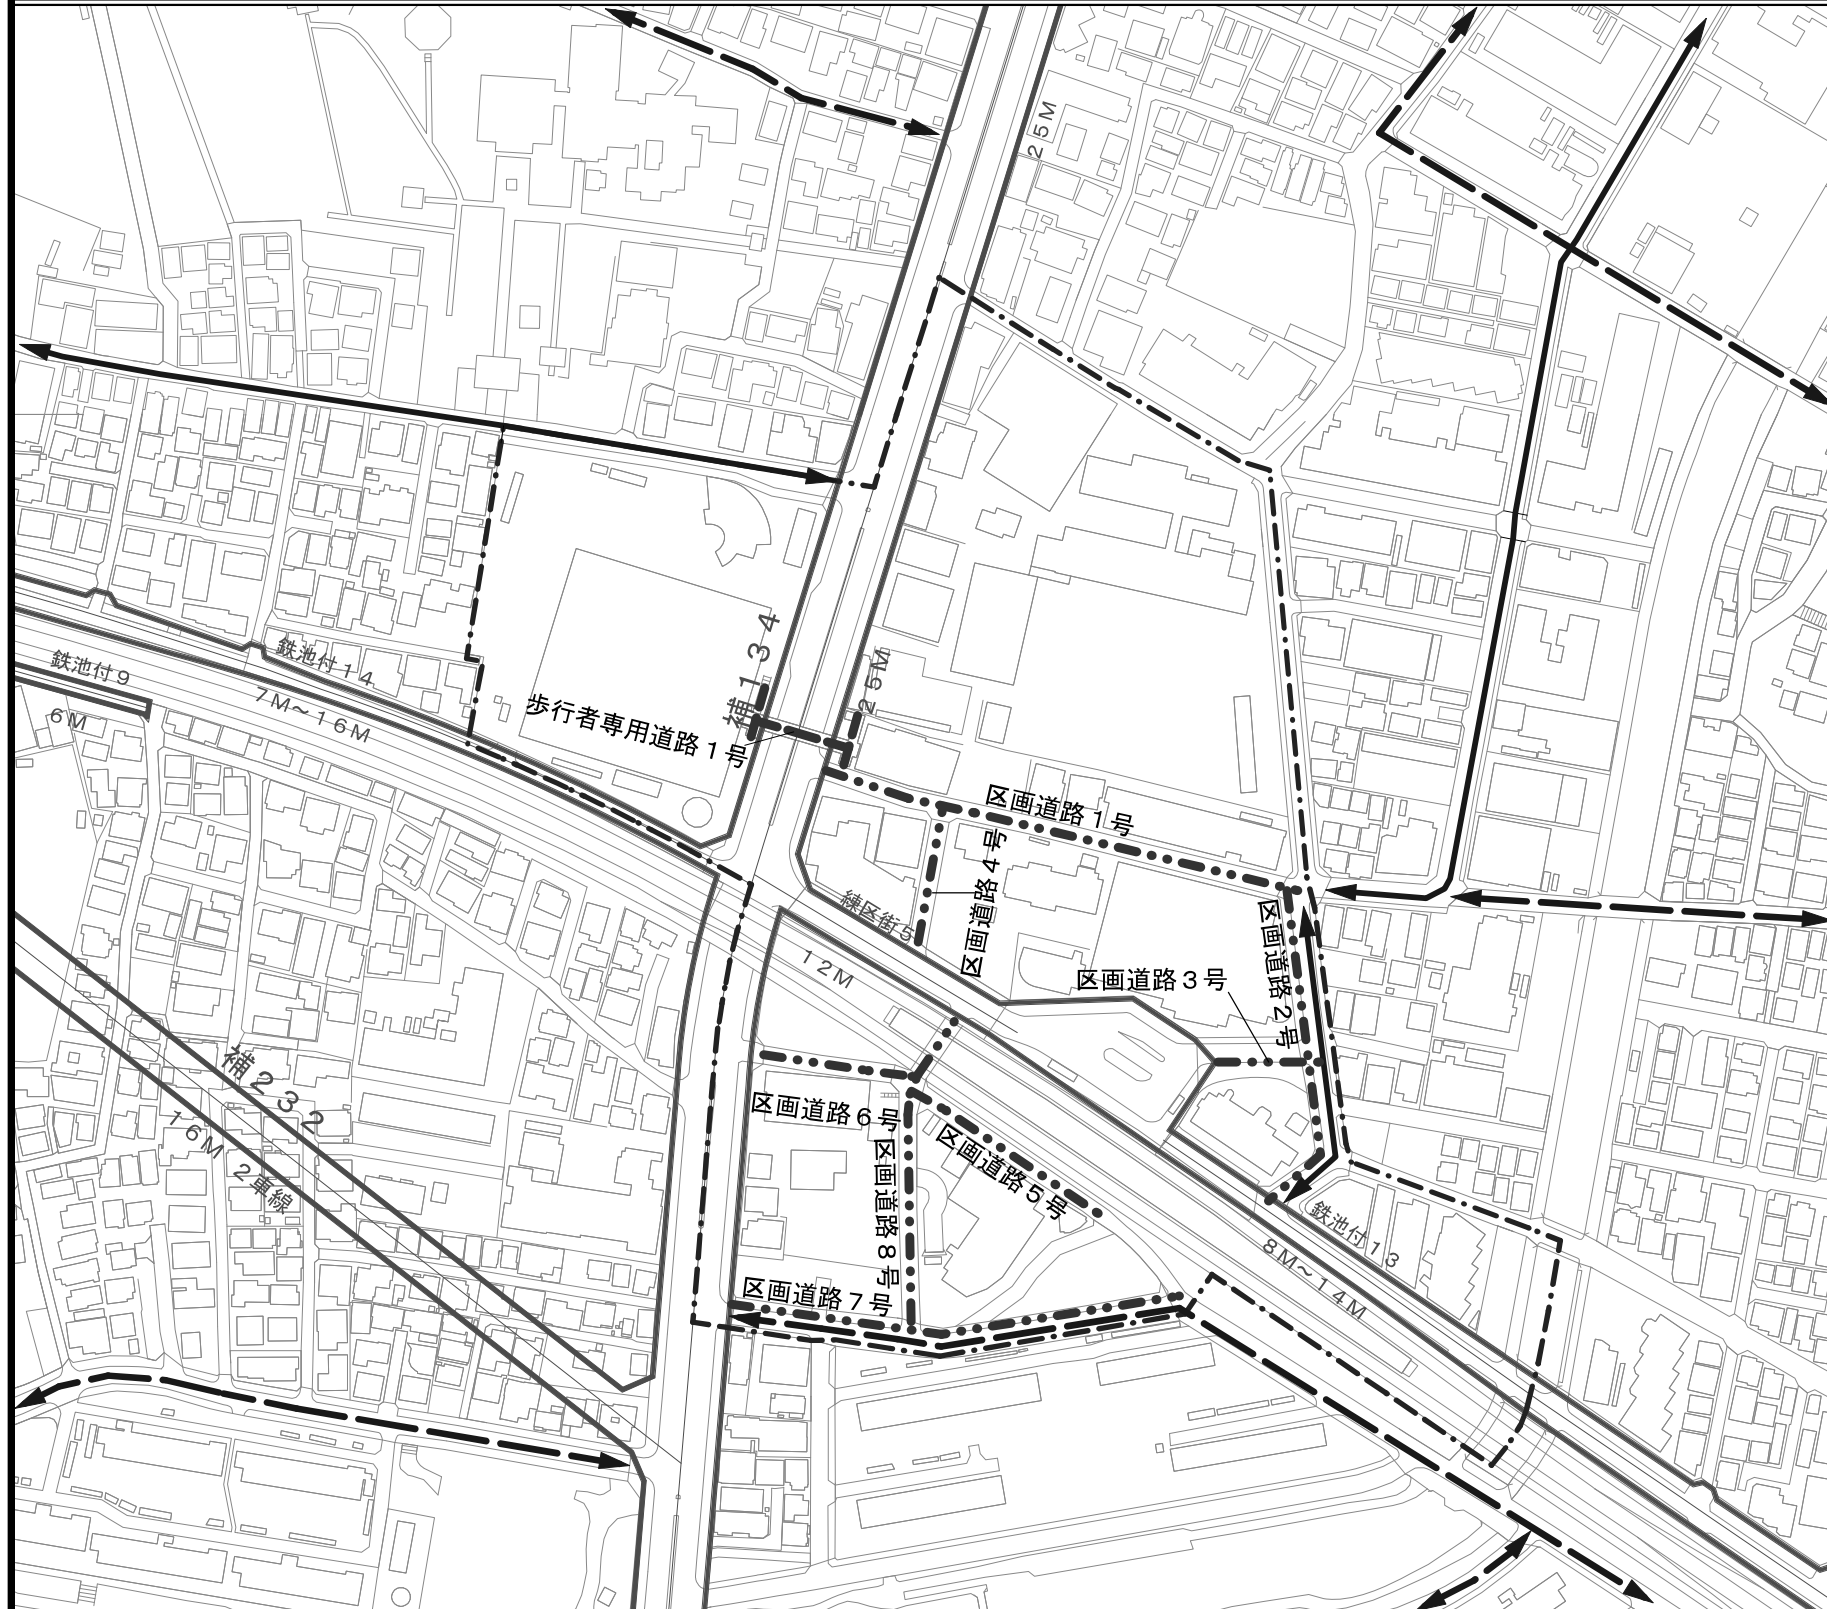 25M
補134
25M
鉄池付14
鉄池付9
7M～16M
6M
歩行者専用道路1号
区画道路1号
区画道路4号
練区街5
12M
区画道路3号
区画道路2号
補232
16M 2車線
区画道路6号
区画道路5号
区画道路8号
区画道路7号
鉄池付13
8M～14M